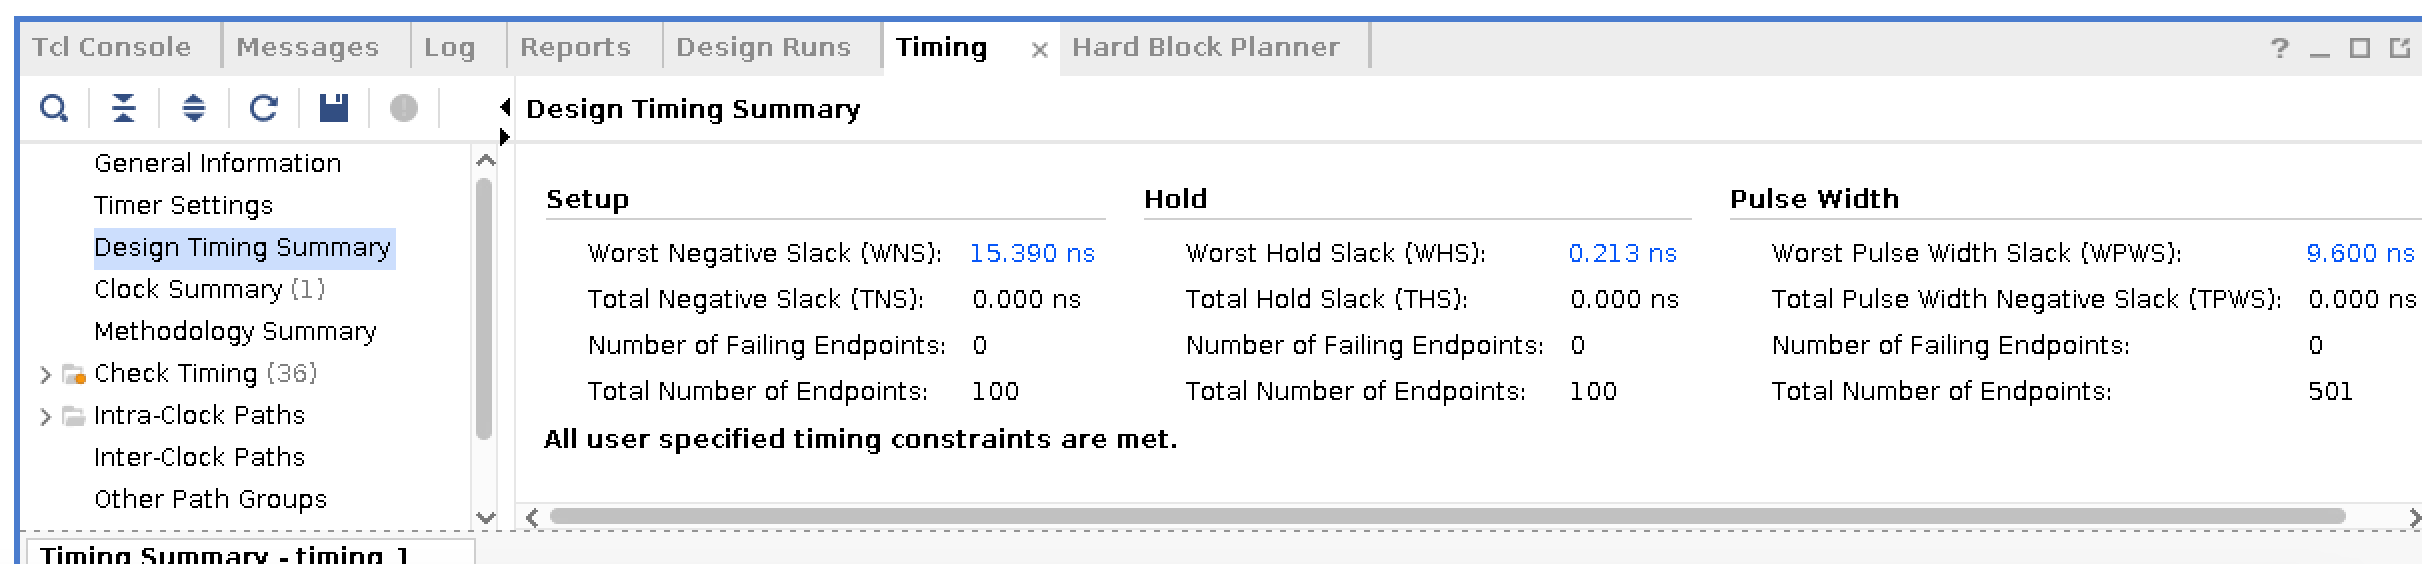 Tcl Console Messages Log Reports Design Runs Timing × Hard Block Planner ?
Design Timing Summary
General Information
Timer Settings
Design Timing Summary
Clock Summary (1)
Methodology Summary
Check Timing (36)
Intra-Clock Paths
Inter-Clock Paths
Other Path Groups
Setup
Worst Negative Slack (WNS): 15.390 ns
Total Negative Slack (TNS): 0.000 ns
Number of Failing Endpoints: 0
Total Number of Endpoints: 100
Hold
Worst Hold Slack (WHS): 0.213 ns
Total Hold Slack (THS): 0.000 ns
Number of Failing Endpoints: 0
Total Number of Endpoints: 100
Pulse Width
Worst Pulse Width Slack (WPWS): 9.600 ns
Total Pulse Width Negative Slack (TPWS): 0.000 ns
Number of Failing Endpoints: 0
Total Number of Endpoints: 501
All user specified timing constraints are met.
Timing Summary - timing_1